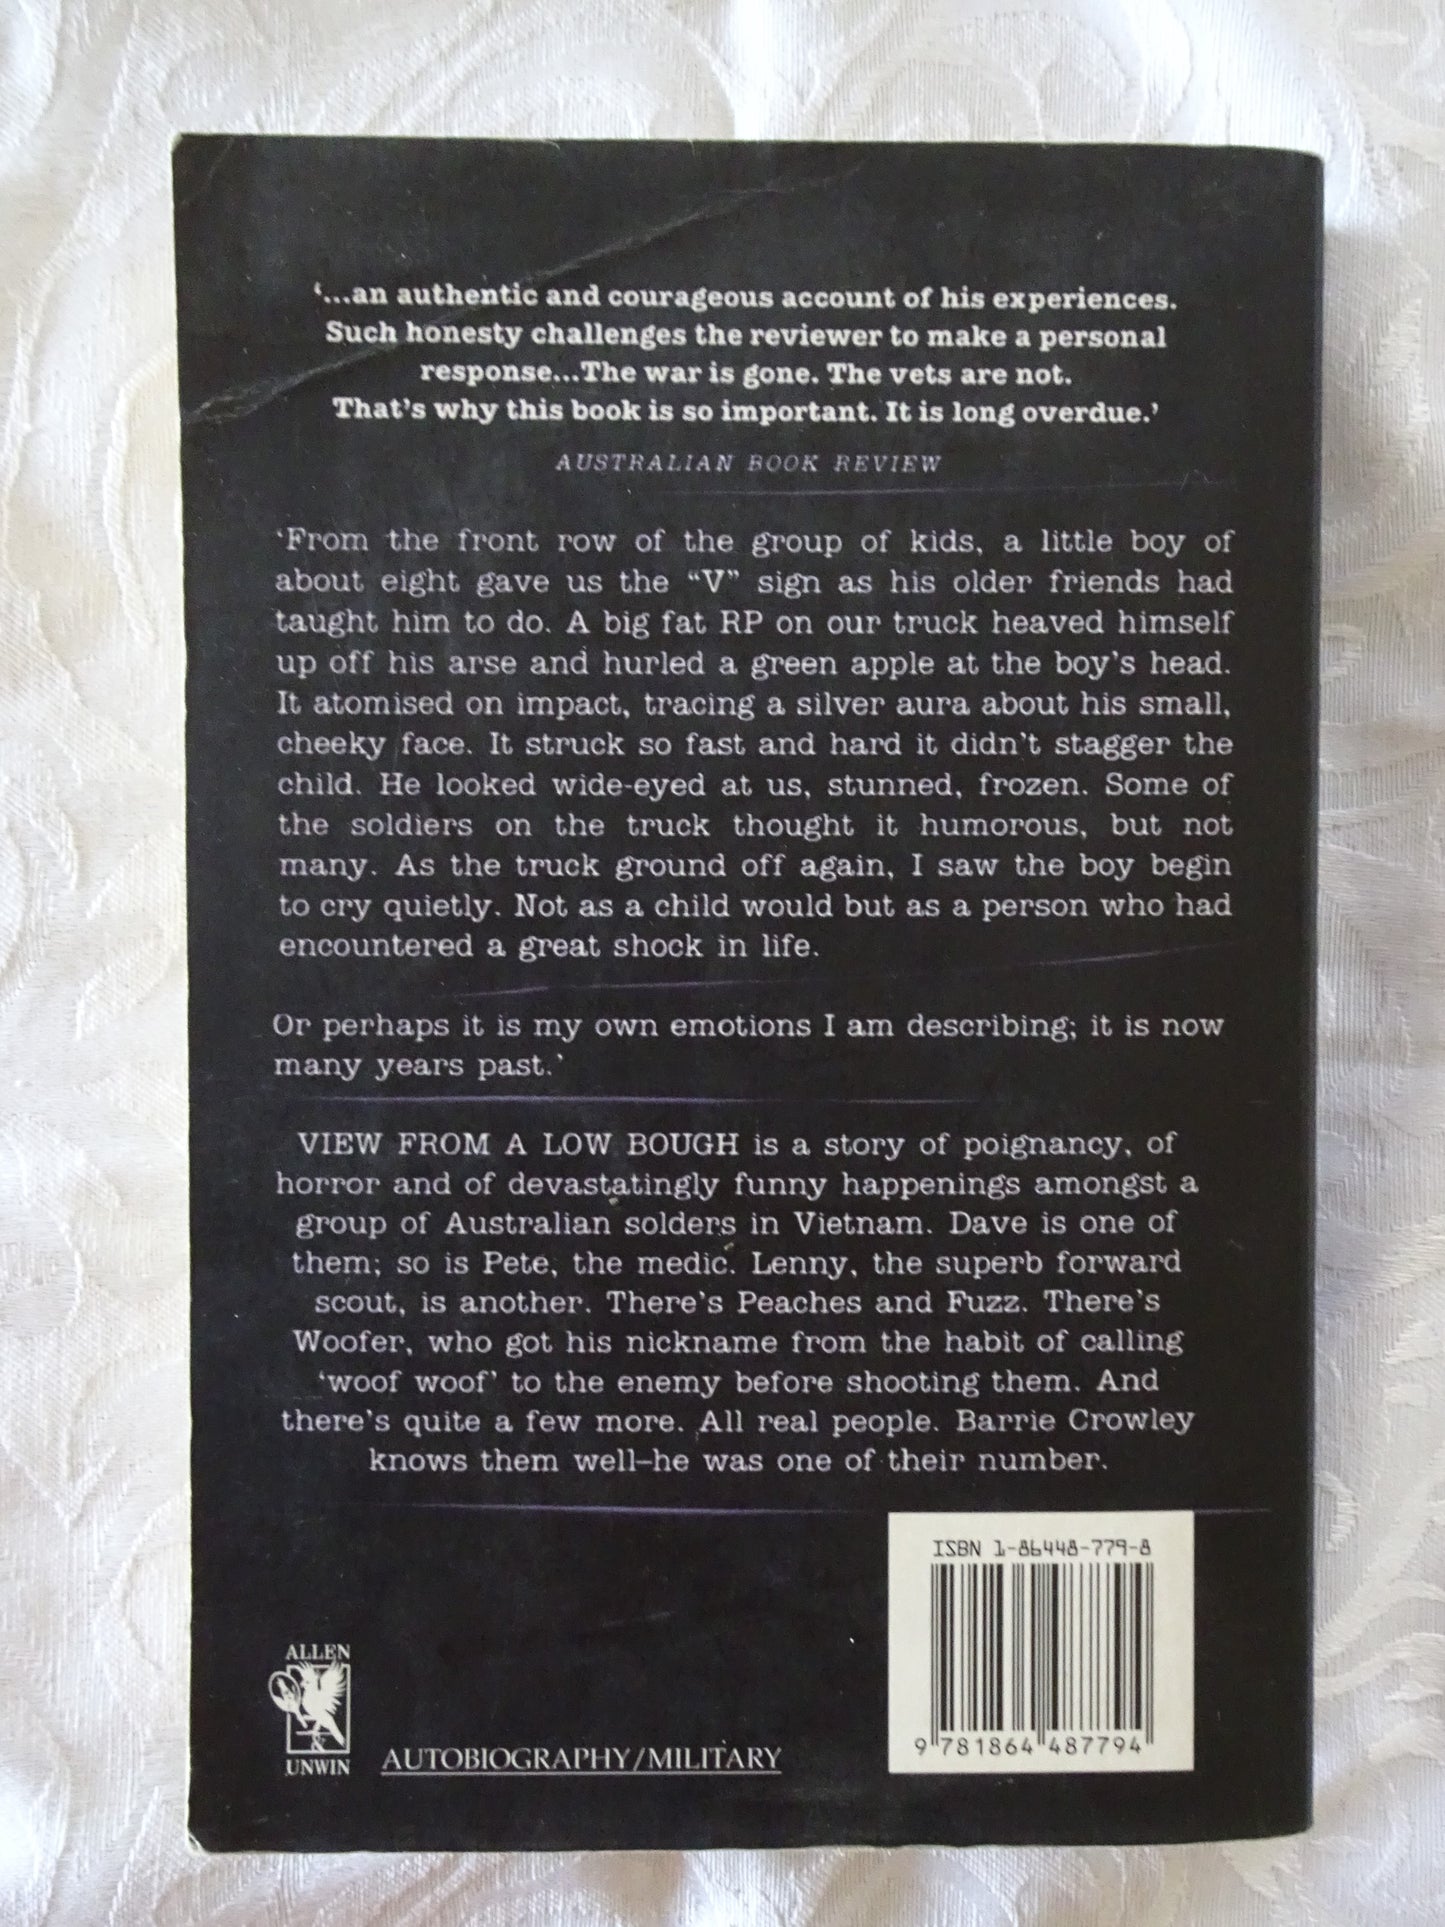 ‘...an authentic and courageous account of his experiences.
Such honesty challenges the reviewer to make a personal
response...The war is gone. The vets are not.
That’s why this book is so important. It is long overdue.’
AUSTRALIAN BOOK REVIEW
‘From the front row of the group of kids, a little boy of
about eight gave us the “V” sign as his older friends had
taught him to do. A big fat RP on our truck heaved himself
up off his arse and hurled a green apple at the boy’s head.
It atomised on impact, tracing a silver aura about his small,
cheeky face. It struck so fast and hard it didn’t stagger the
child. He looked wide-eyed at us, stunned, frozen. Some of
the soldiers on the truck thought it humorous, but not
many. As the truck ground off again, I saw the boy begin
to cry quietly. Not as a child would but as a person who had
encountered a great shock in life.
Or perhaps it is my own emotions I am describing; it is now
many years past.’
VIEW FROM A LOW BOUGH is a story of poignancy, of
horror and of devastatingly funny happenings amongst a
group of Australian solders in Vietnam. Dave is one of
them; so is Pete, the medic. Lenny, the superb forward
scout, is another. There’s Peaches and Fuzz. There’s
Woofer, who got his nickname from the habit of calling
‘woof woof’ to the enemy before shooting them. And
there’s quite a few more. All real people. Barrie Crowley
knows them well–he was one of their number.
ISBN 1-86448-779-8
9 781864 487794
ALLEN
&
UNWIN
AUTOBIOGRAPHY/MILITARY